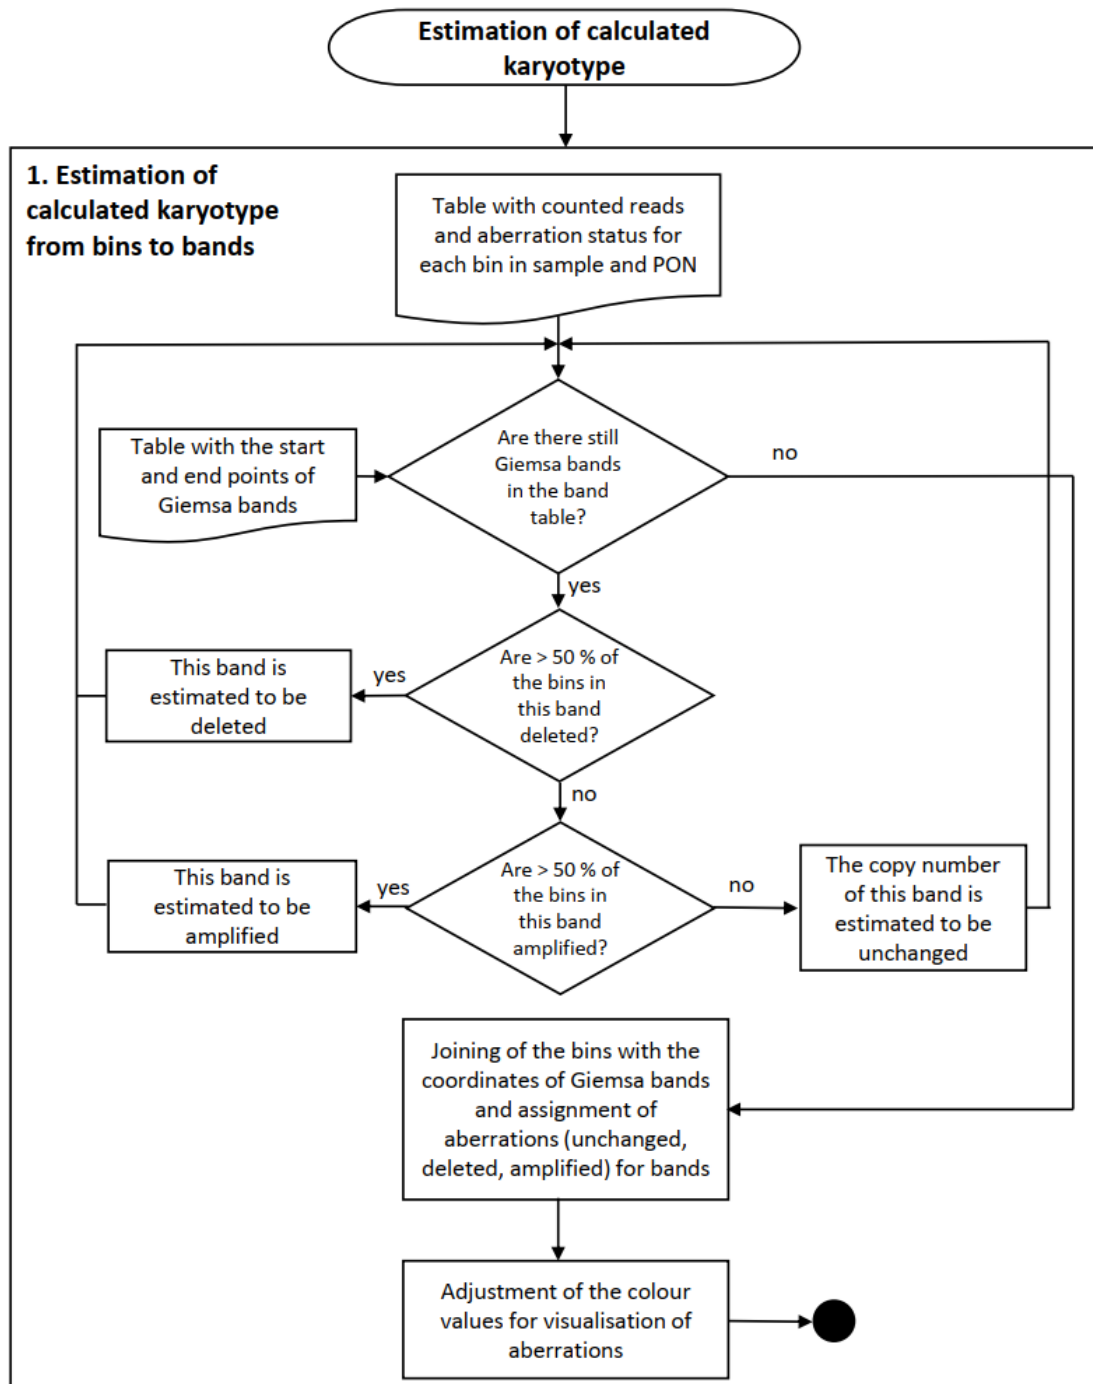 Estimation of calculated
karyotype
1. Estimation of
calculated karyotype
from bins to bands
Table with counted reads
and aberration status for
each bin in sample and PON
Table with the start
and end points of
Giemsa bands
Are there still
Giemsa bands
in the band
table?
no
yes
This band is
estimated to be
deleted
yes
Are > 50 % of
the bins in
this band
deleted?
no
This band is
estimated to be
amplified
yes
Are > 50 % of
the bins in
this band
amplified?
no
The copy number
of this band is
estimated to be
unchanged
Joining of the bins with the
coordinates of Giemsa bands
and assignment of
aberrations (unchanged,
deleted, amplified) for bands
Adjustment of the colour
values for visualisation of
aberrations